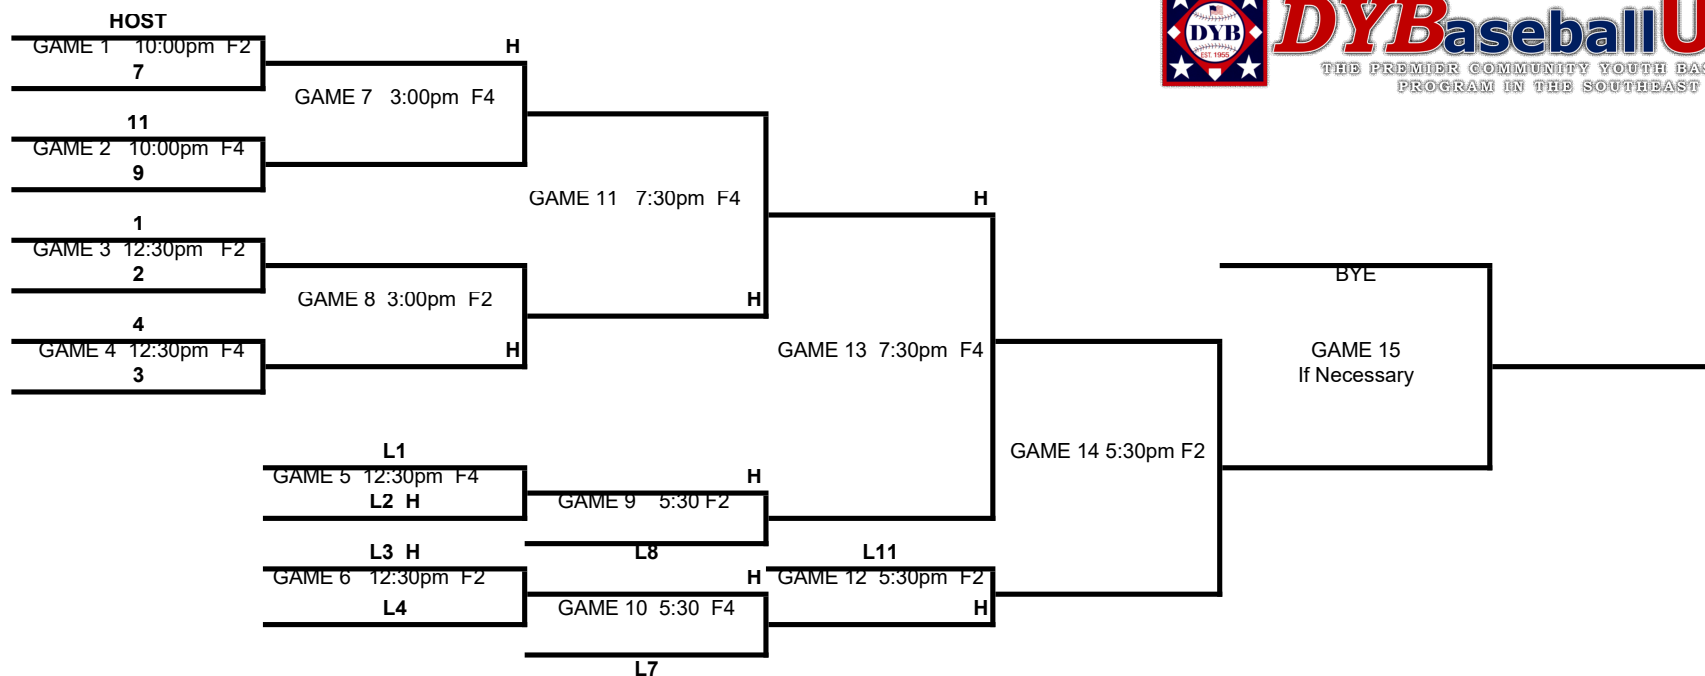 HOST
GAME 1 10:00pm F2
7
H
GAME 7 3:00pm F4
11
GAME 2 10:00pm F4
9
GAME 11 7:30pm F4
H
1
GAME 3 12:30pm F2
2
GAME 8 3:00pm F2
H
4
GAME 4 12:30pm F4
3
H
GAME 13 7:30pm F4
BYE
GAME 15
If Necessary
GAME 14 5:30pm F2
L1
GAME 5 12:30pm F4
L2 H
H
GAME 9 5:30 F2
L8
L3 H
GAME 6 12:30pm F2
L4
H
GAME 10 5:30 F4
L7
L11
GAME 12 5:30pm F2
H
DYB
EST. 1955
DYBaseballU
THE PREMIER COMMUNITY YOUTH BAS
PROGRAM IN THE SOUTHEAST